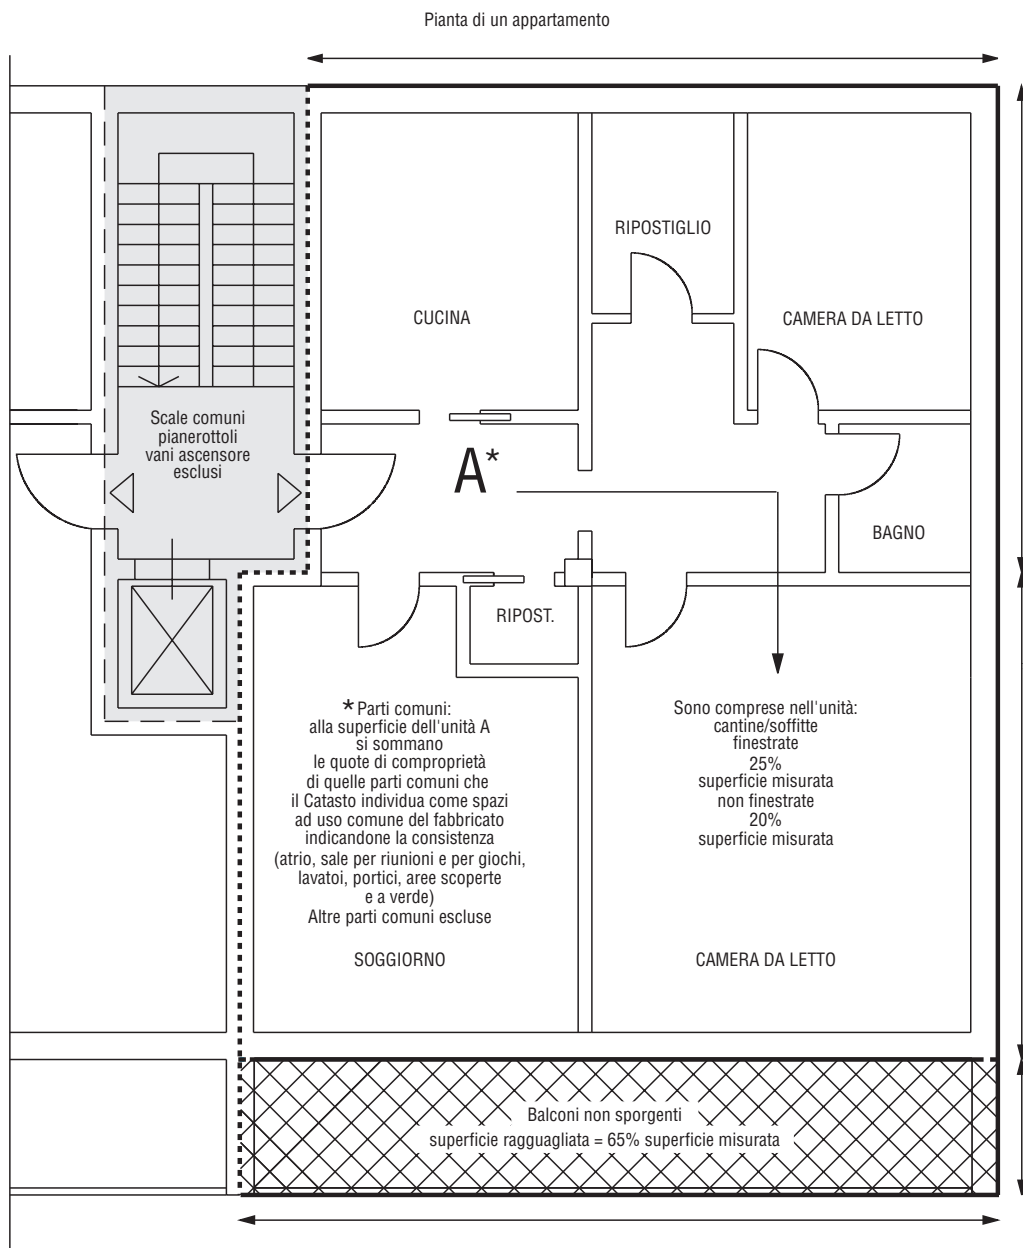 Pianta di un appartamento
RIPOSTIGLIO
CUCINA
CAMERA DA LETTO
Scale comuni
pianerottoli
vani ascensore
esclusi
A*
BAGNO
RIPOST.
* Parti comuni:
alla superficie dell'unità A
si sommano
le quote di comproprietà
di quelle parti comuni che
il Catasto individua come spazi
ad uso comune del fabbricato
indicandone la consistenza
(atrio, sale per riunioni e per giochi,
lavatoi, portici, aree scoperte
e a verde)
Altre parti comuni escluse
Sono comprese nell'unità:
cantine/soffitte
finestrate
25%
superficie misurata
non finestrate
20%
superficie misurata
SOGGIORNO
CAMERA DA LETTO
Balconi non sporgenti
superficie ragguagliata = 65% superficie misurata